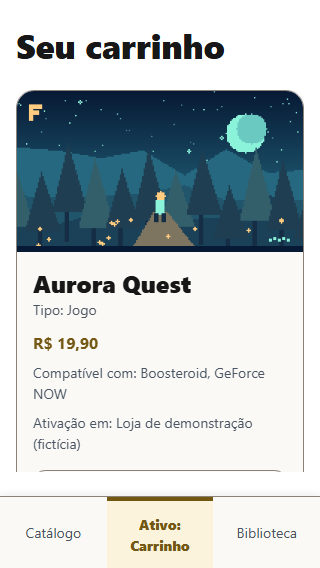 Seu carrinho
F
Aurora Quest
Tipo: Jogo
R$ 19,90
Compatível com: Boosteroid, GeForce
NOW
Ativação em: Loja de demonstração
(fictícia)
Catálogo
Ativo:
Carrinho
Biblioteca